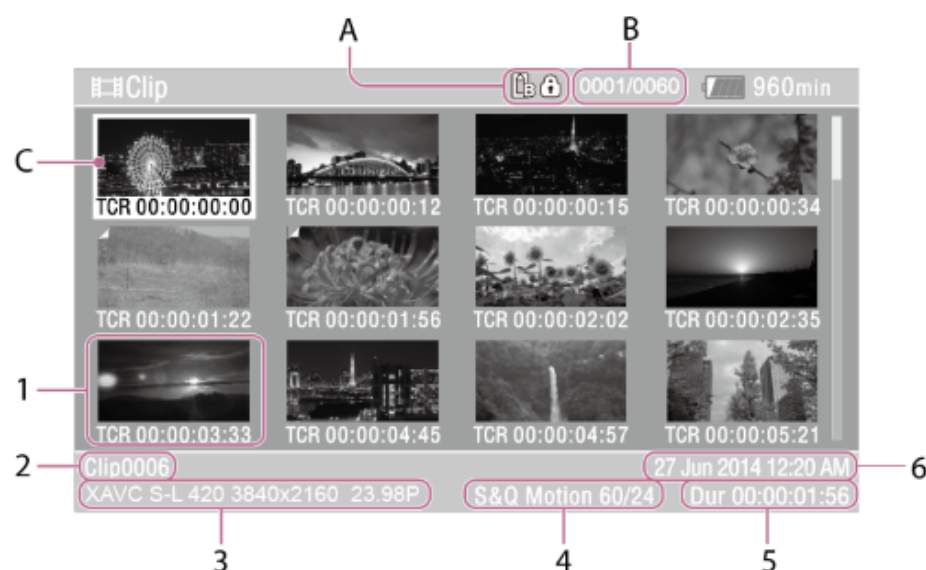 A B
Clip B 0001/0060 960min
C
TCR 00:00:00:00 TCR 00:00:00:12 TCR 00:00:00:15 TCR 00:00:00:34
TCR 00:00:01:22 TCR 00:00:01:56 TCR 00:00:02:02 TCR 00:00:02:35
1
TCR 00:00:03:33 TCR 00:00:04:45 TCR 00:00:04:57 TCR 00:00:05:21
2 Clip0006 27 Jun 2014 12:20 AM 6
XAVC S-L 420 3840x2160 23.98P S&Q Motion 60/24 Dur 00:00:01:56
3 4 5